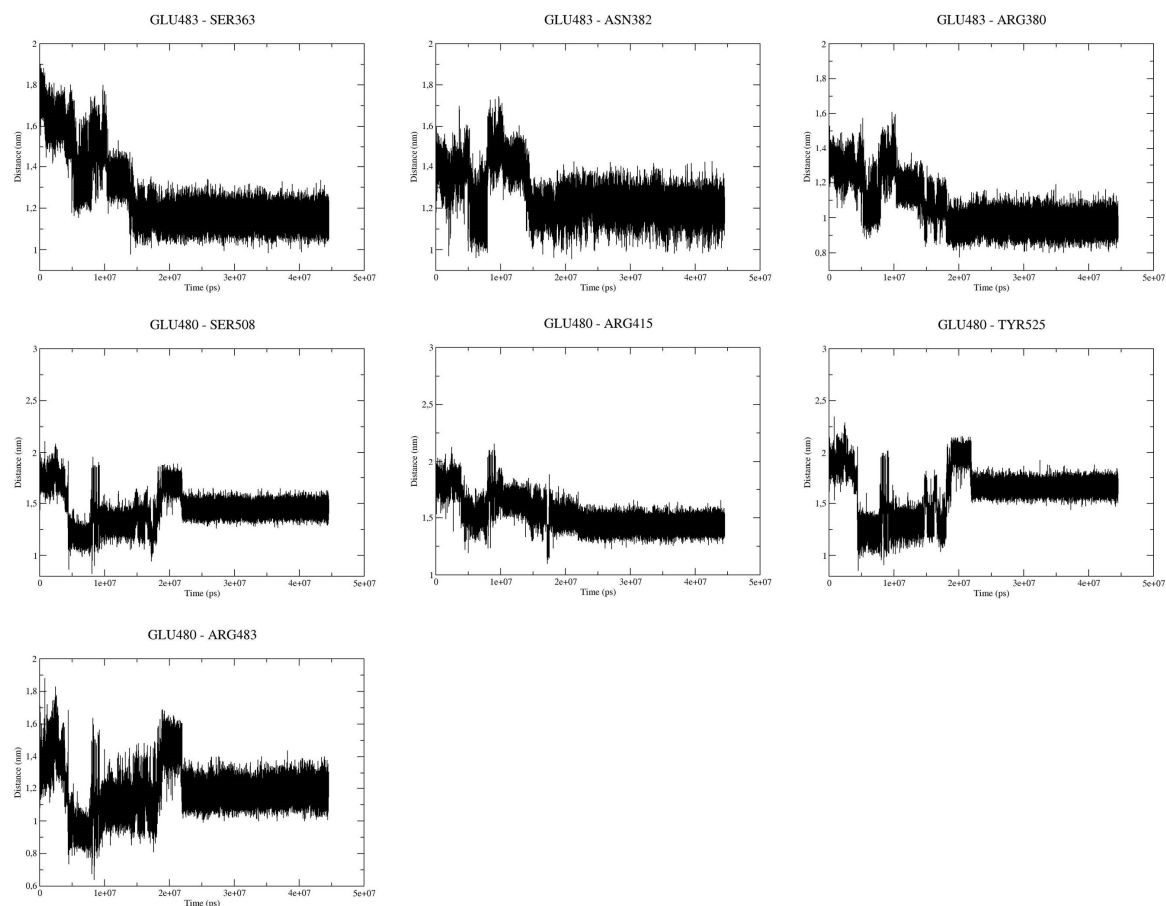 GLU483 - SER363
GLU483 - ASN382
GLU483 - ARG380
2
1,8
1,6
1,4
1,2
1
Distance (nm)
0
1e+07
2e+07
3e+07
4e+07
5e+07
Time (ps)
2
1,8
1,6
1,4
1,2
1
Distance (nm)
0
1e+07
2e+07
3e+07
4e+07
5e+07
Time (ps)
2
1,8
1,6
1,4
1,2
1
0,8
Distance (nm)
0
1e+07
2e+07
3e+07
4e+07
5e+07
Time (ps)
GLU480 - SER508
GLU480 - ARG415
GLU480 - TYR525
3
2,5
2
1,5
1
Distance (nm)
0
1e+07
2e+07
3e+07
4e+07
5e+07
Time (ps)
3
2,5
2
1,5
1
Distance (nm)
0
1e+07
2e+07
3e+07
4e+07
5e+07
Time (ps)
3
2,5
2
1,5
1
Distance (nm)
0
1e+07
2e+07
3e+07
4e+07
5e+07
Time (ps)
GLU480 - ARG483
2
1,8
1,6
1,4
1,2
1
0,8
0,6
Distance (nm)
0
1e+07
2e+07
3e+07
4e+07
5e+07
Time (ps)